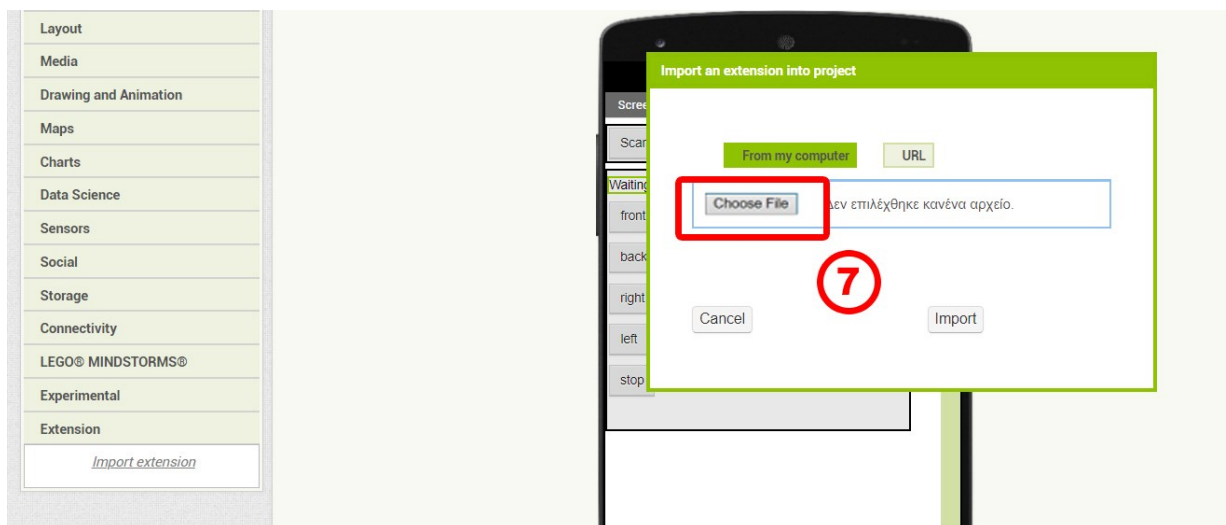 Layout
Media
Drawing and Animation
Maps
Charts
Data Science
Sensors
Social
Storage
Connectivity
LEGO® MINDSTORMS®
Experimental
Extension
Import extension
Scree
Scan
Waiting
front
back
right
left
stop
Import an extension into project
From my computer URL
Choose File Δεν επιλέχθηκε κανένα αρχείο.
7
Cancel Import